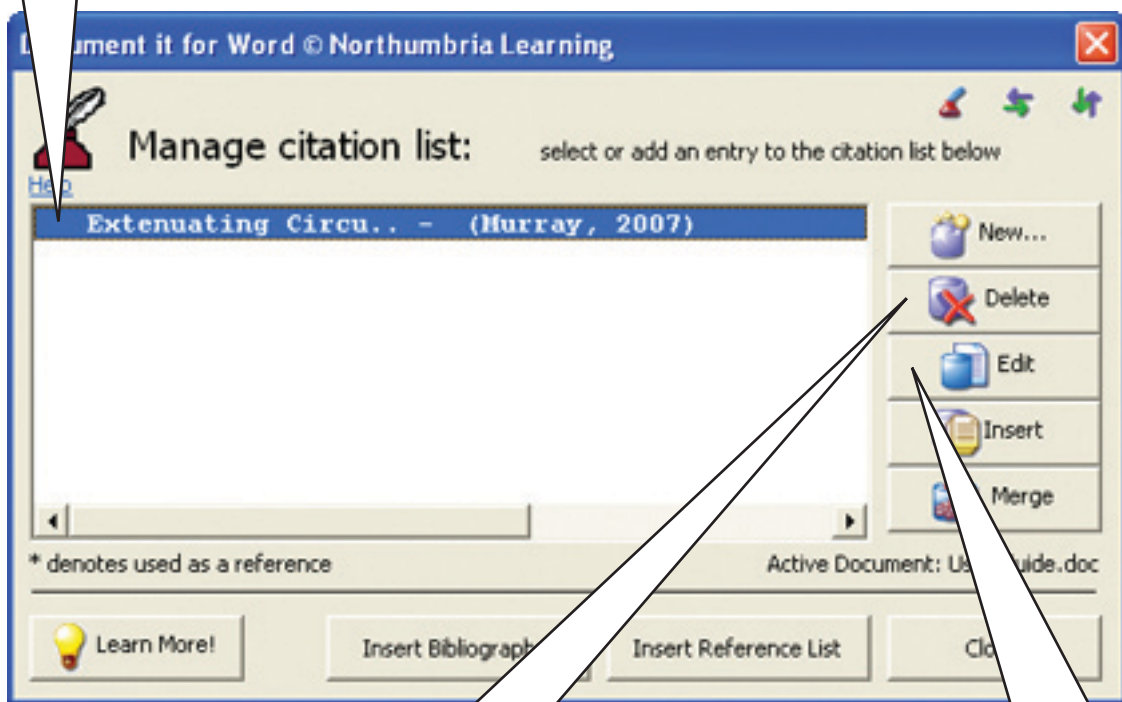 ument it for Word © Northumbria Learning
Manage citation list: select or add an entry to the citation list below
Help
Extenuating Circu.. - (Murray, 2007)
New...
Delete
Edit
Insert
Merge
* denotes used as a reference
Active Document: Us uide.doc
Learn More!
Insert Bibliograph
Insert Reference List
Clo